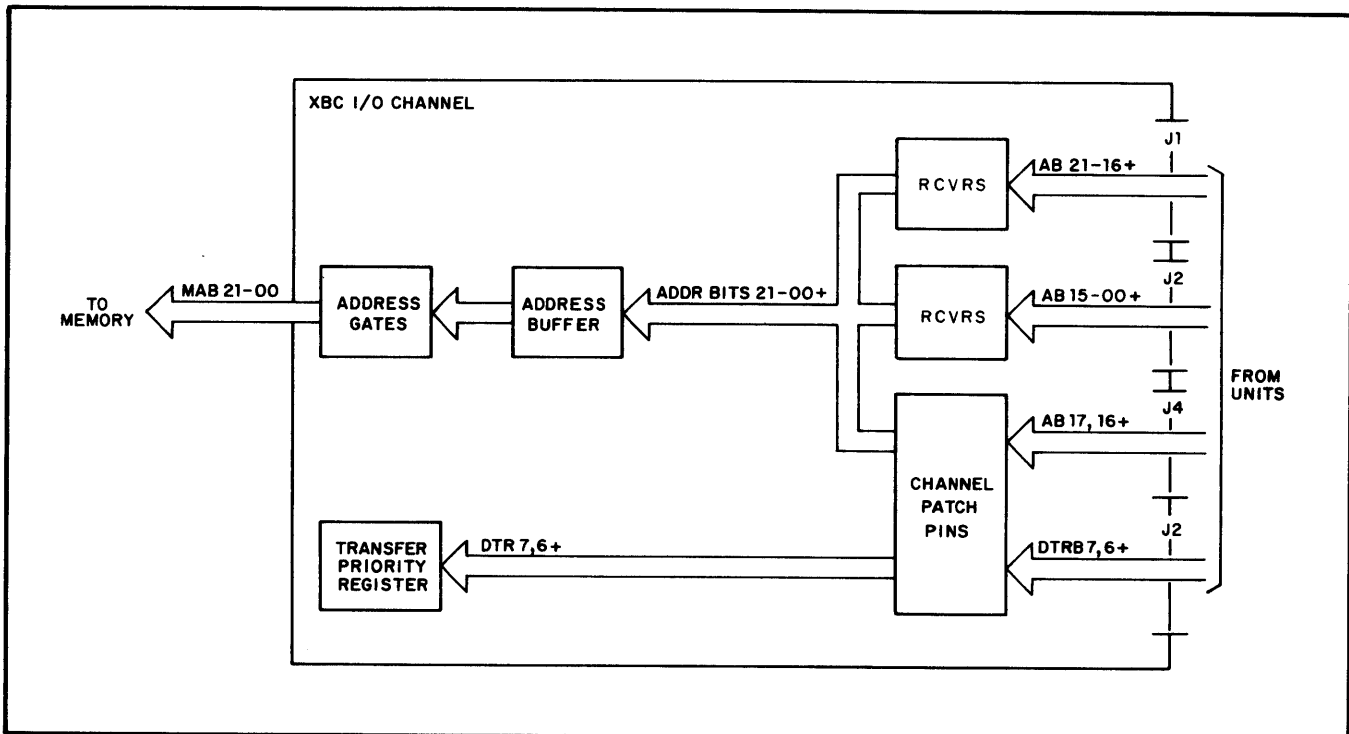 XBC I/O CHANNEL
J1
AB 21-16+
RCVRS
J2
MAB 21-00
ADDRESS
GATES
ADDRESS
BUFFER
ADDR BITS 21-00+
RCVRS
AB 15-00+
TO
MEMORY
FROM
UNITS
J4
AB 17, 16+
CHANNEL
PATCH
PINS
J2
TRANSFER
PRIORITY
REGISTER
DTR 7,6+
DTRB 7,6+